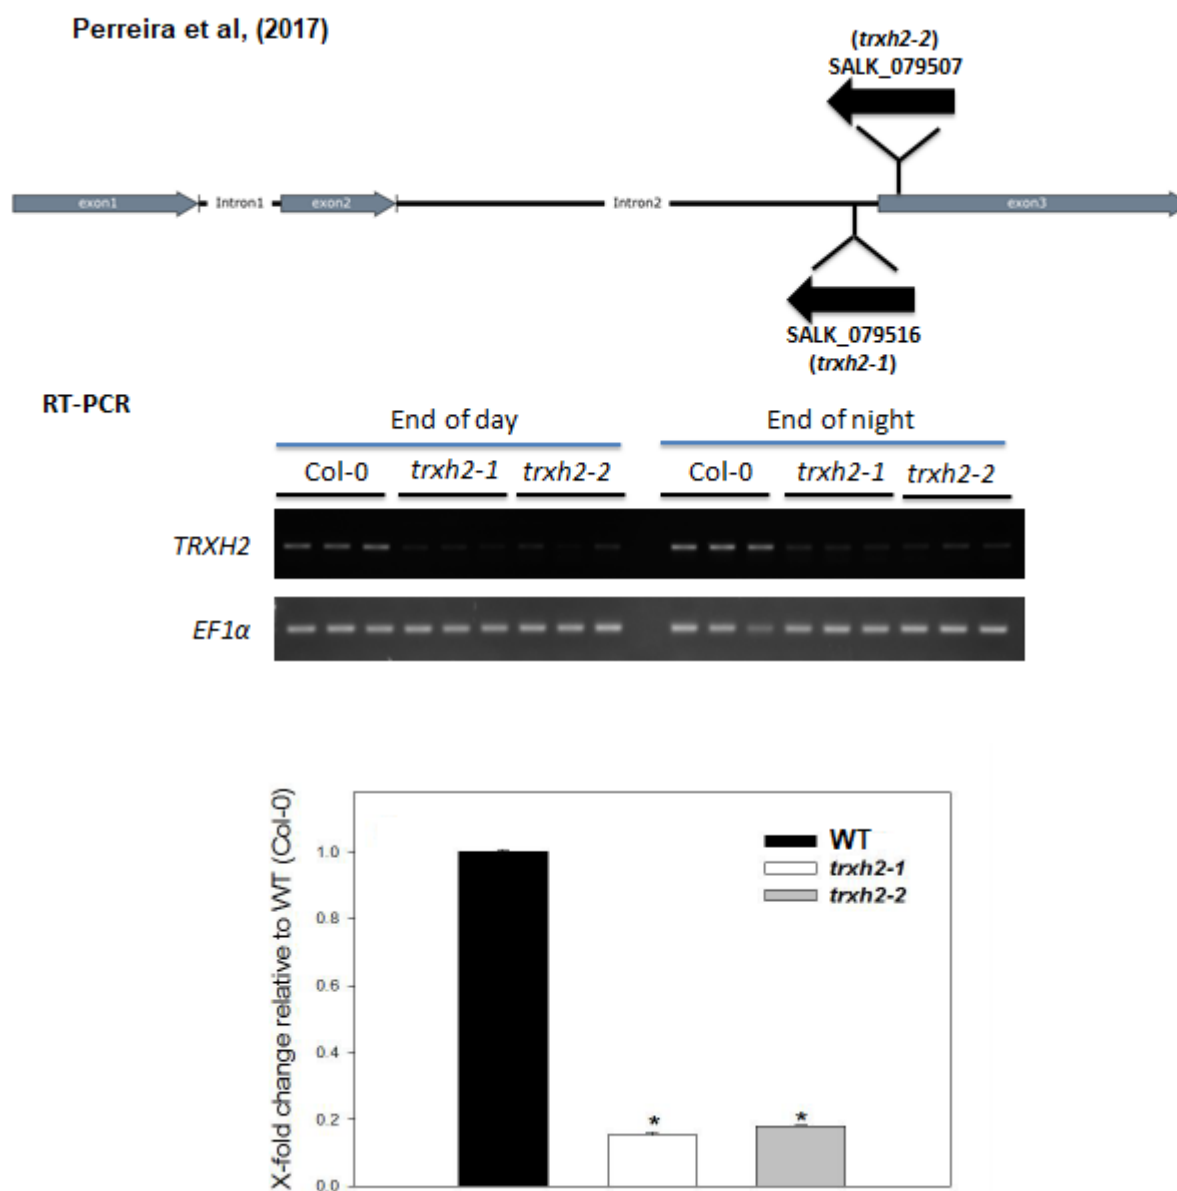 Perreira et al, (2017)
(trxh2-2)
SALK_079507
exon1 Intron1 exon2 Intron2 exon3
SALK_079516
(trxh2-1)
RT-PCR
End of day End of night
Col-0 trxh2-1 trxh2-2 Col-0 trxh2-1 trxh2-2
TRXH2
EF1α
X-fold change relative to WT (Col-0)
1.0
0.8
0.6
0.4
0.2
0.0
WT
trxh2-1
trxh2-2
* *